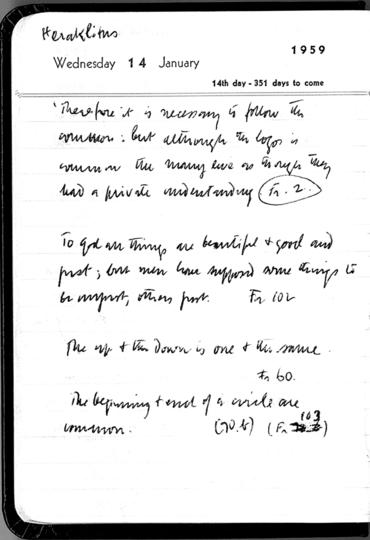 Heraklitus
1959
Wednesday 14 January
14th day - 351 days to come
'Therefore it is necessary to follow the
common: but although the logos is
common the many live as though they
had a private understanding. Fr. 2.
To god all things are beautiful & good and
just; but men have supposed some things to
be unjust, others just. Fr 102
The up & the down is one & the same.
Fr 60.
The beginning & end of a circle are
common. (70.b) (Fr 103)